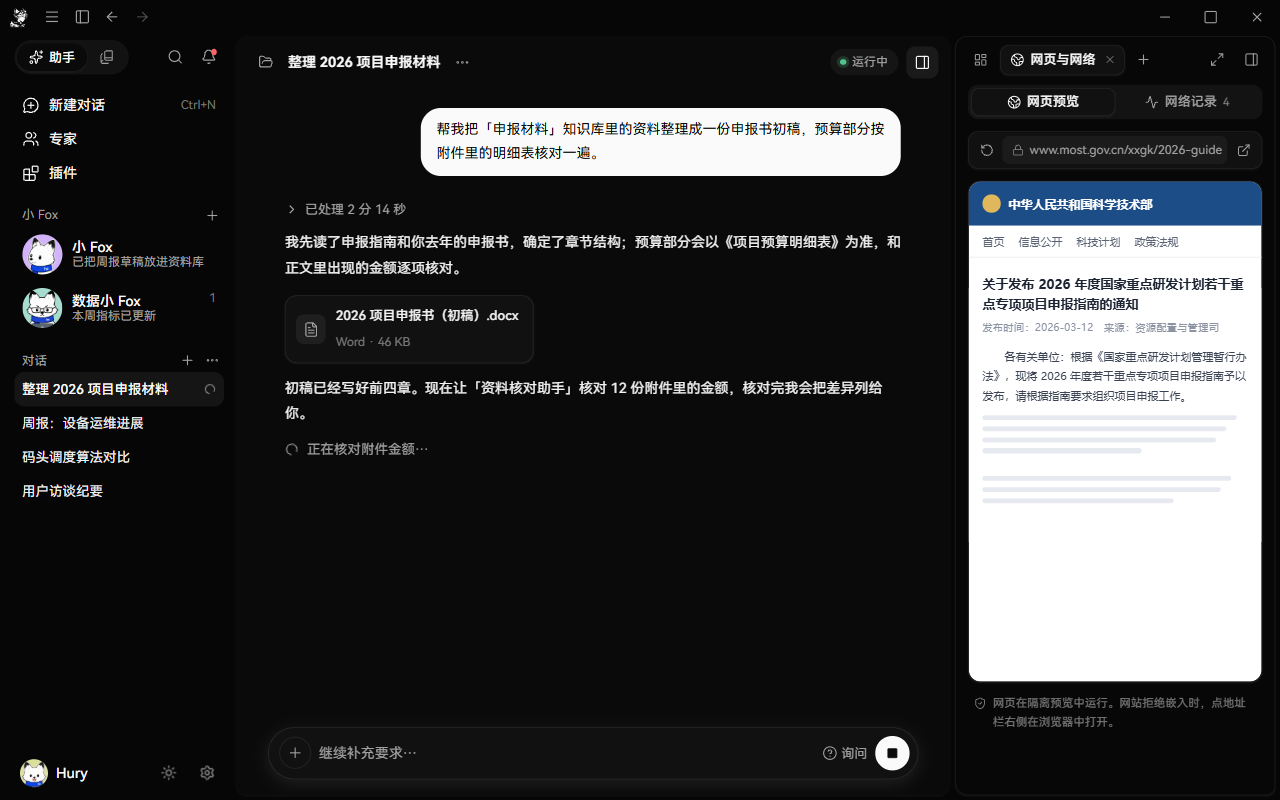 助手
新建对话 Ctrl+N
专家
插件
小 Fox
小 Fox
已把周报草稿放进资料库
数据小 Fox 1
本周指标已更新
对话
整理 2026 项目申报材料
周报：设备运维进展
码头调度算法对比
用户访谈纪要
Hury
整理 2026 项目申报材料
运行中
帮我把「申报材料」知识库里的资料整理成一份申报书初稿，预算部分按
附件里的明细表核对一遍。
已处理 2 分 14 秒
我先读了申报指南和你去年的申报书，确定了章节结构；预算部分会以《项目预算明细表》为准，和
正文里出现的金额逐项核对。
2026 项目申报书（初稿）.docx
Word · 46 KB
初稿已经写好前四章。现在让「资料核对助手」核对 12 份附件里的金额，核对完我会把差异列给
你。
正在核对附件金额…
继续补充要求…
询问
网页与网络
网页预览
网络记录 4
www.most.gov.cn/xxgk/2026-guide
中华人民共和国科学技术部
首页 信息公开 科技计划 政策法规
关于发布 2026 年度国家重点研发计划若干重
点专项项目申报指南的通知
发布时间：2026-03-12 来源：资源配置与管理司
各有关单位：根据《国家重点研发计划管理暂行办
法》，现将 2026 年度若干重点专项项目申报指南予以
发布，请根据指南要求组织项目申报工作。
网页在隔离预览中运行。网站拒绝嵌入时，点地址
栏右侧在浏览器中打开。